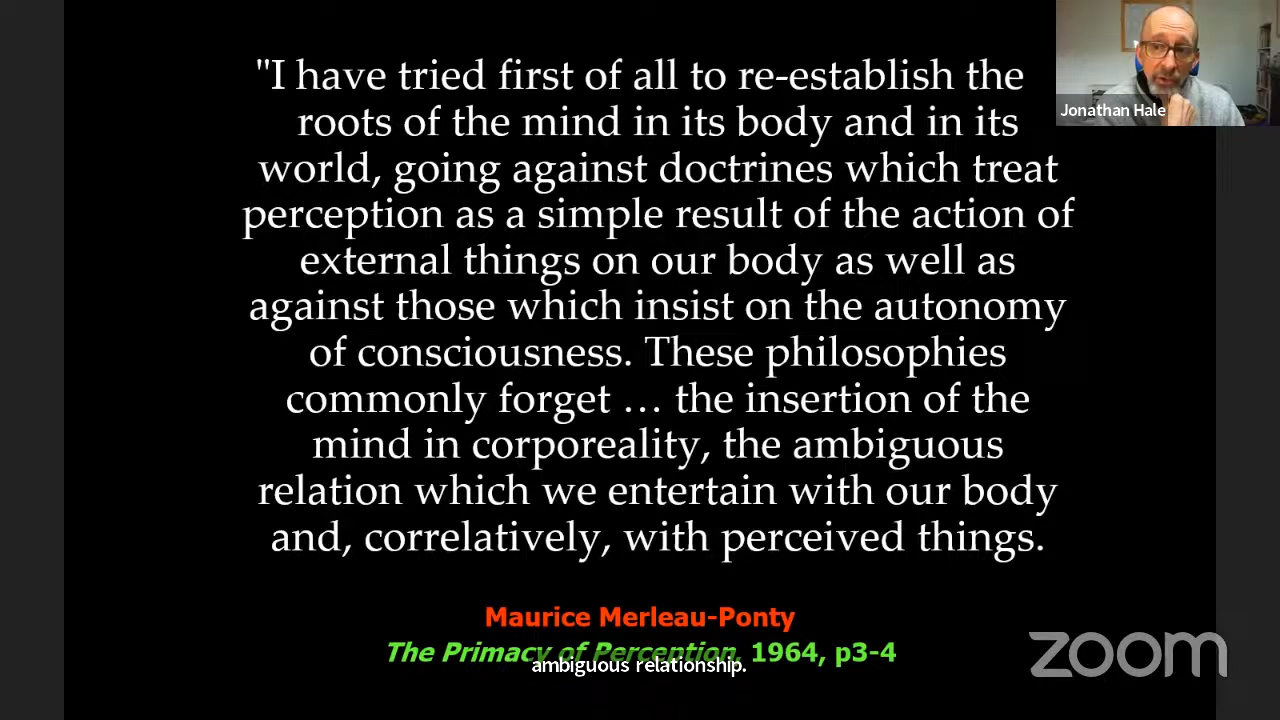 "I have tried first of all to re-establish the
roots of the mind in its body and in its
world, going against doctrines which treat
perception as a simple result of the action of
external things on our body as well as
against those which insist on the autonomy
of consciousness. These philosophies
commonly forget … the insertion of the
mind in corporeality, the ambiguous
relation which we entertain with our body
and, correlatively, with perceived things.
Maurice Merleau-Ponty
The Primacy of Perception, 1964, p3-4
ambiguous relationship.
Jonathan Hale
zoom